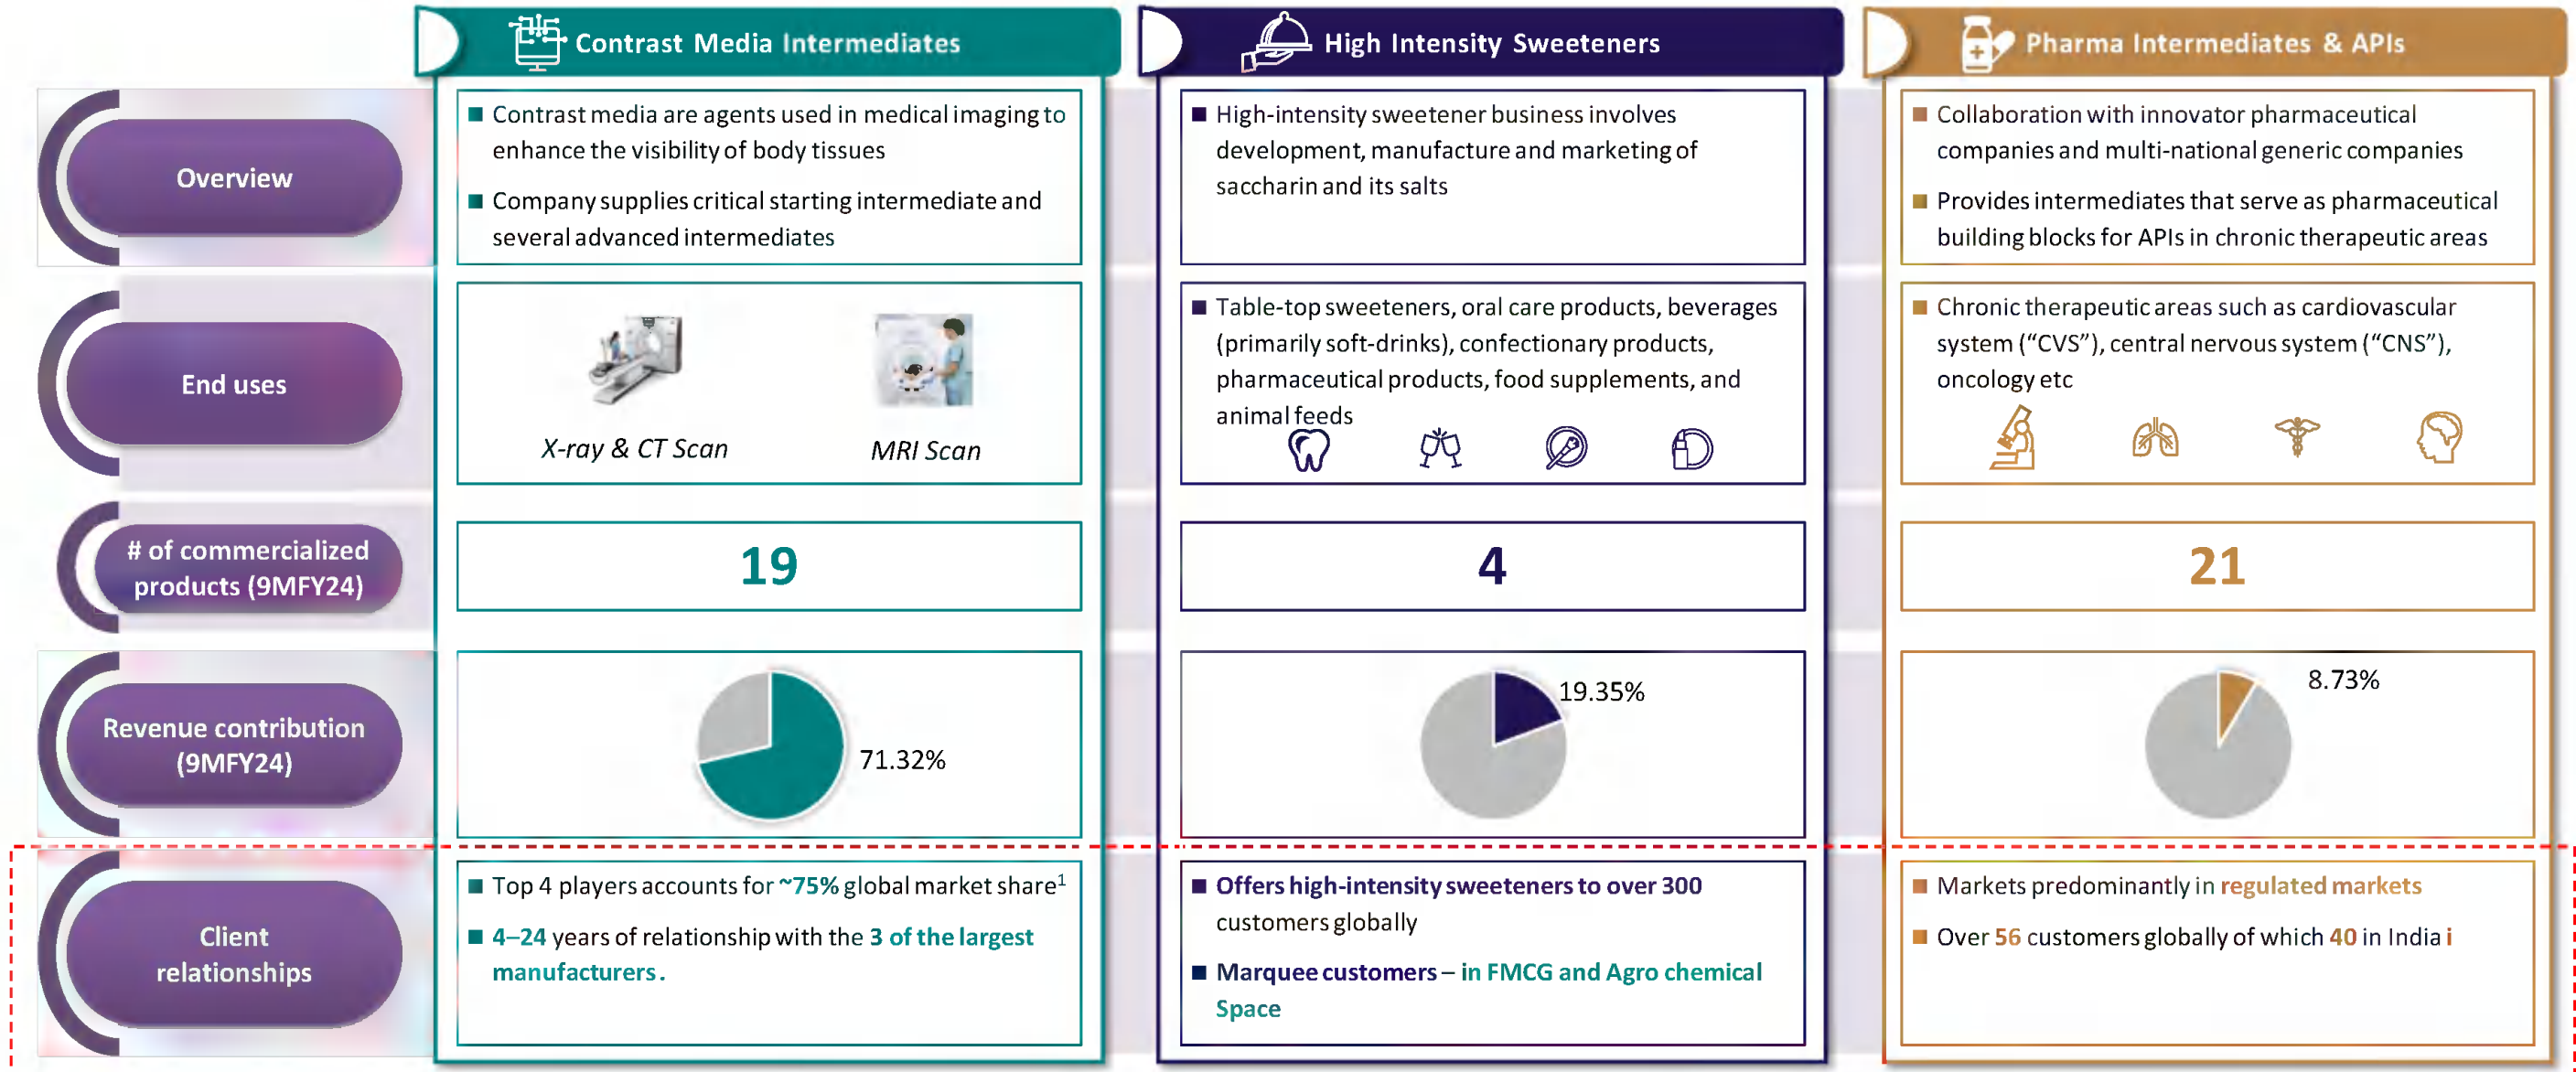 Contrast Media Intermediates
High Intensity Sweeteners
Pharma Intermediates & APIs
Overview
■ Contrast media are agents used in medical imaging to
enhance the visibility of body tissues
■ Company supplies critical starting intermediate and
several advanced intermediates
■ High-intensity sweetener business involves
development, manufacture and marketing of
saccharin and its salts
■ Collaboration with innovator pharmaceutical
companies and multi-national generic companies
■ Provides intermediates that serve as pharmaceutical
building blocks for APIs in chronic therapeutic areas
End uses
X-ray & CT Scan
MRI Scan
■ Table-top sweeteners, oral care products, beverages
(primarily soft-drinks), confectionary products,
pharmaceutical products, food supplements, and
animal feeds
■ Chronic therapeutic areas such as cardiovascular
system (“CVS”), central nervous system (“CNS”),
oncology etc
# of commercialized
products (9MFY24)
19
4
21
Revenue contribution
(9MFY24)
71.32%
19.35%
8.73%
Client
relationships
■ Top 4 players accounts for ~75% global market share¹
■ 4–24 years of relationship with the 3 of the largest
manufacturers.
■ Offers high-intensity sweeteners to over 300
customers globally
■ Marquee customers – in FMCG and Agro chemical
Space
■ Markets predominantly in regulated markets
■ Over 56 customers globally of which 40 in India i